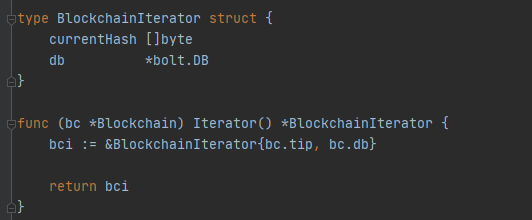 type BlockchainIterator struct {
    currentHash []byte
    db          *bolt.DB
}

func (bc *Blockchain) Iterator() *BlockchainIterator {
    bci := &BlockchainIterator{bc.tip, bc.db}

    return bci
}